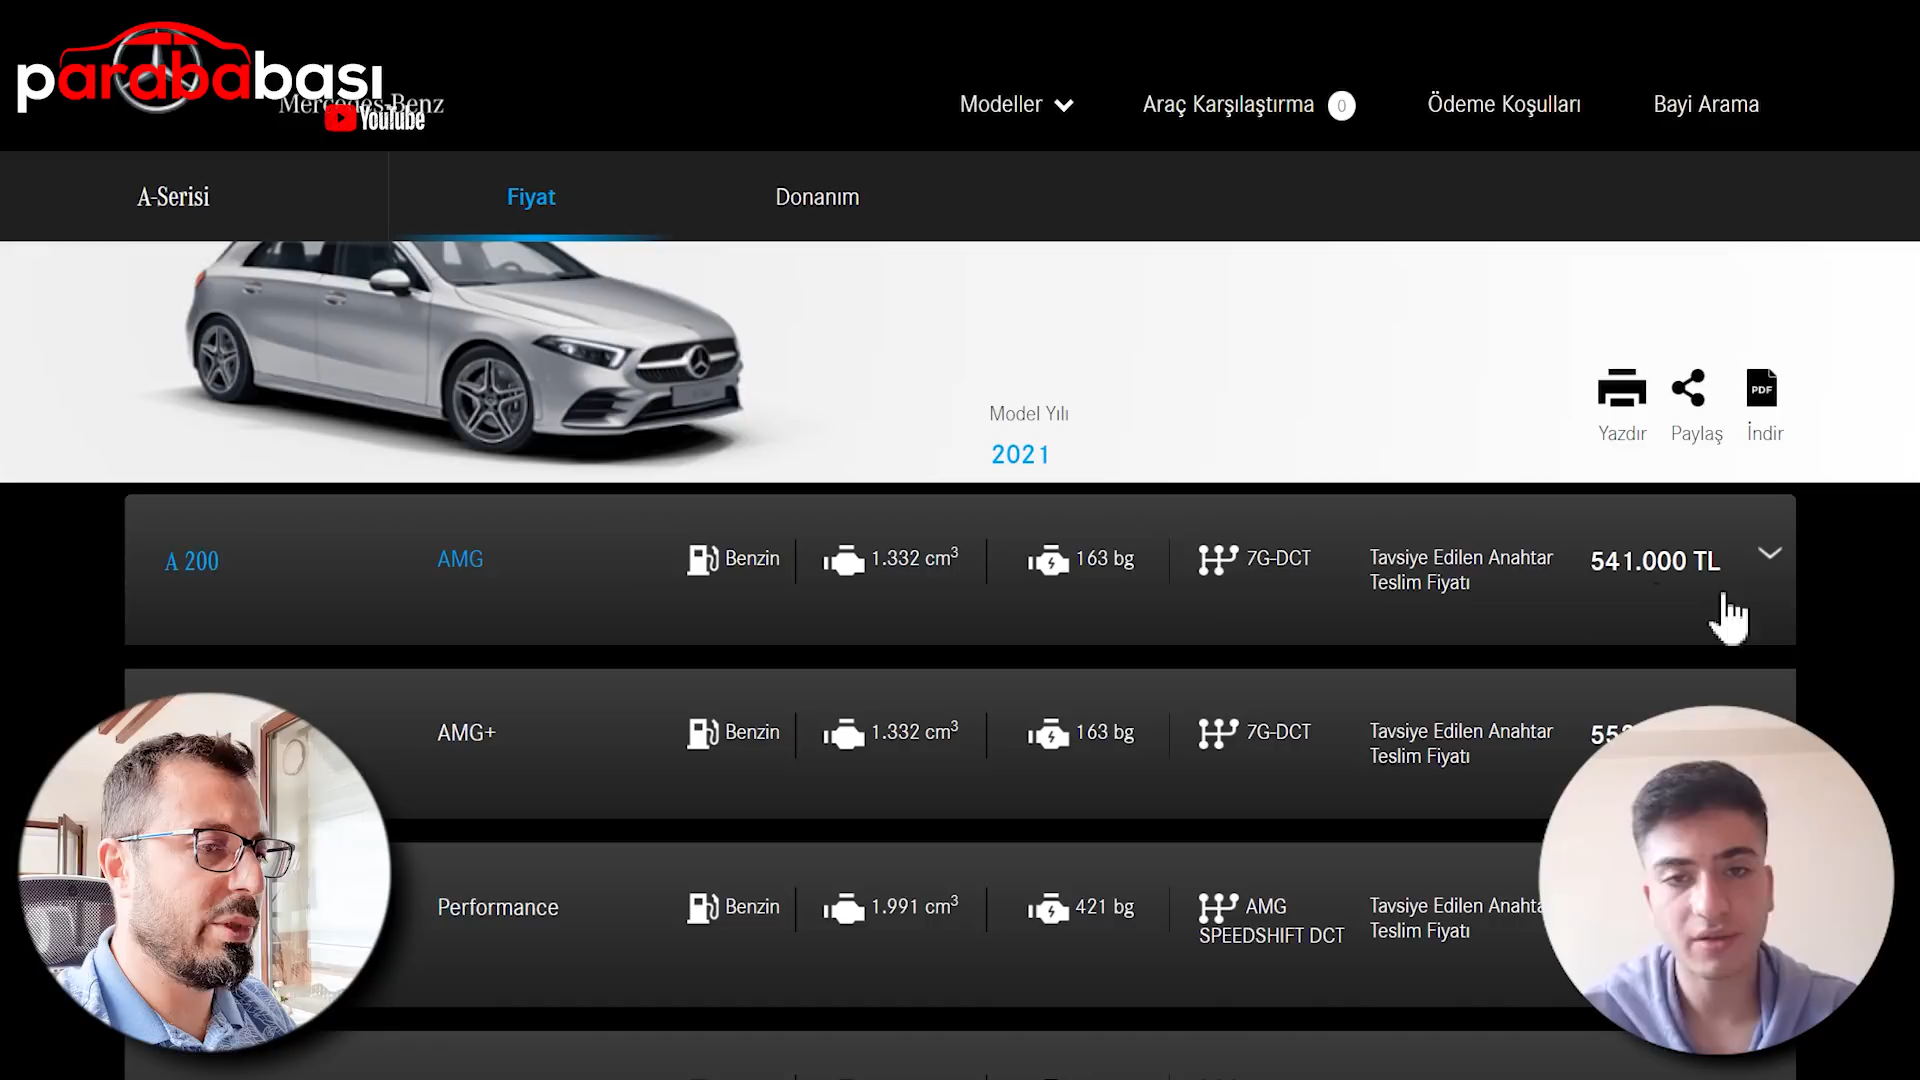 parababası
Mercedes-Benz
YouTube
Modeller
Araç Karşılaştırma 0
Ödeme Koşulları
Bayi Arama
A-Serisi
Fiyat
Donanım
Model Yılı
2021
Yazdır
Paylaş
PDF
İndir
A 200
AMG
Benzin
1.332 cm³
163 bg
7G-DCT
Tavsiye Edilen Anahtar
Teslim Fiyatı
541.000 TL
AMG+
Benzin
1.332 cm³
163 bg
7G-DCT
Tavsiye Edilen Anahtar
Teslim Fiyatı
Performance
Benzin
1.991 cm³
421 bg
AMG
SPEEDSHIFT DCT
Tavsiye Edilen
Teslim Fiyatı